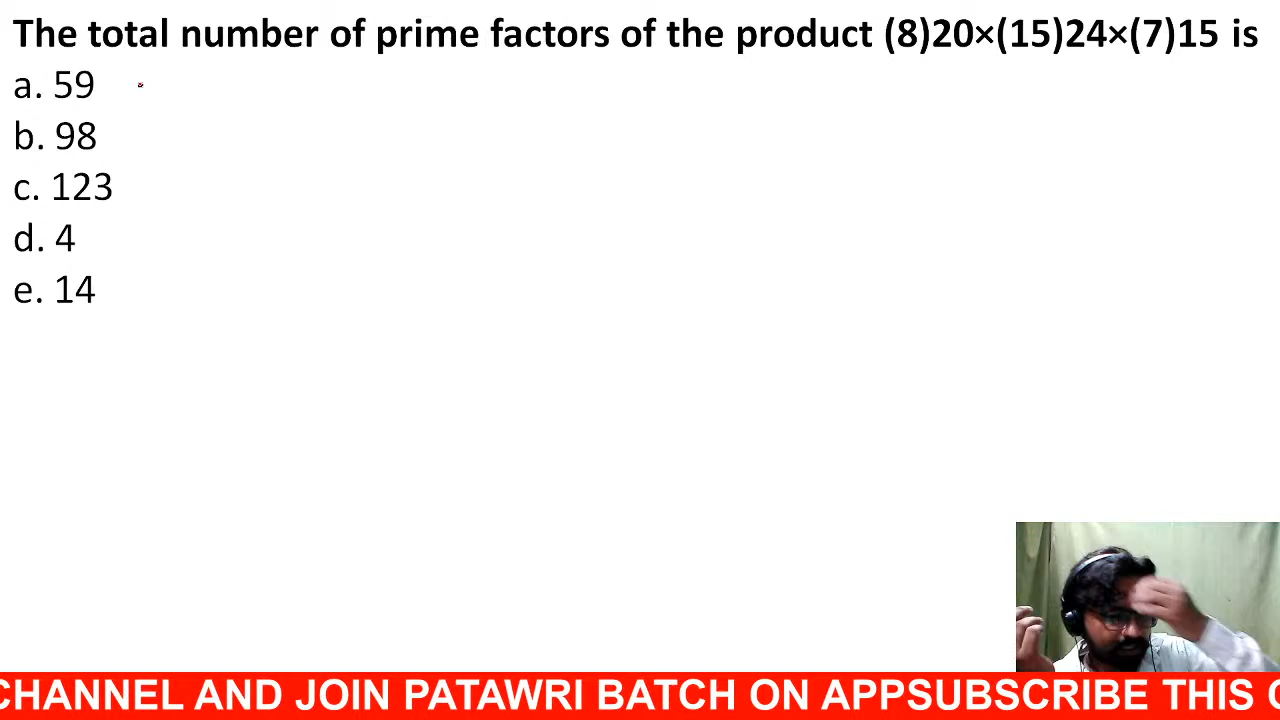 The total number of prime factors of the product (8)20×(15)24×(7)15 is
a. 59
b. 98
c. 123
d. 4
e. 14
CHANNEL AND JOIN PATAWRI BATCH ON APPSUBSCRIBE THIS C